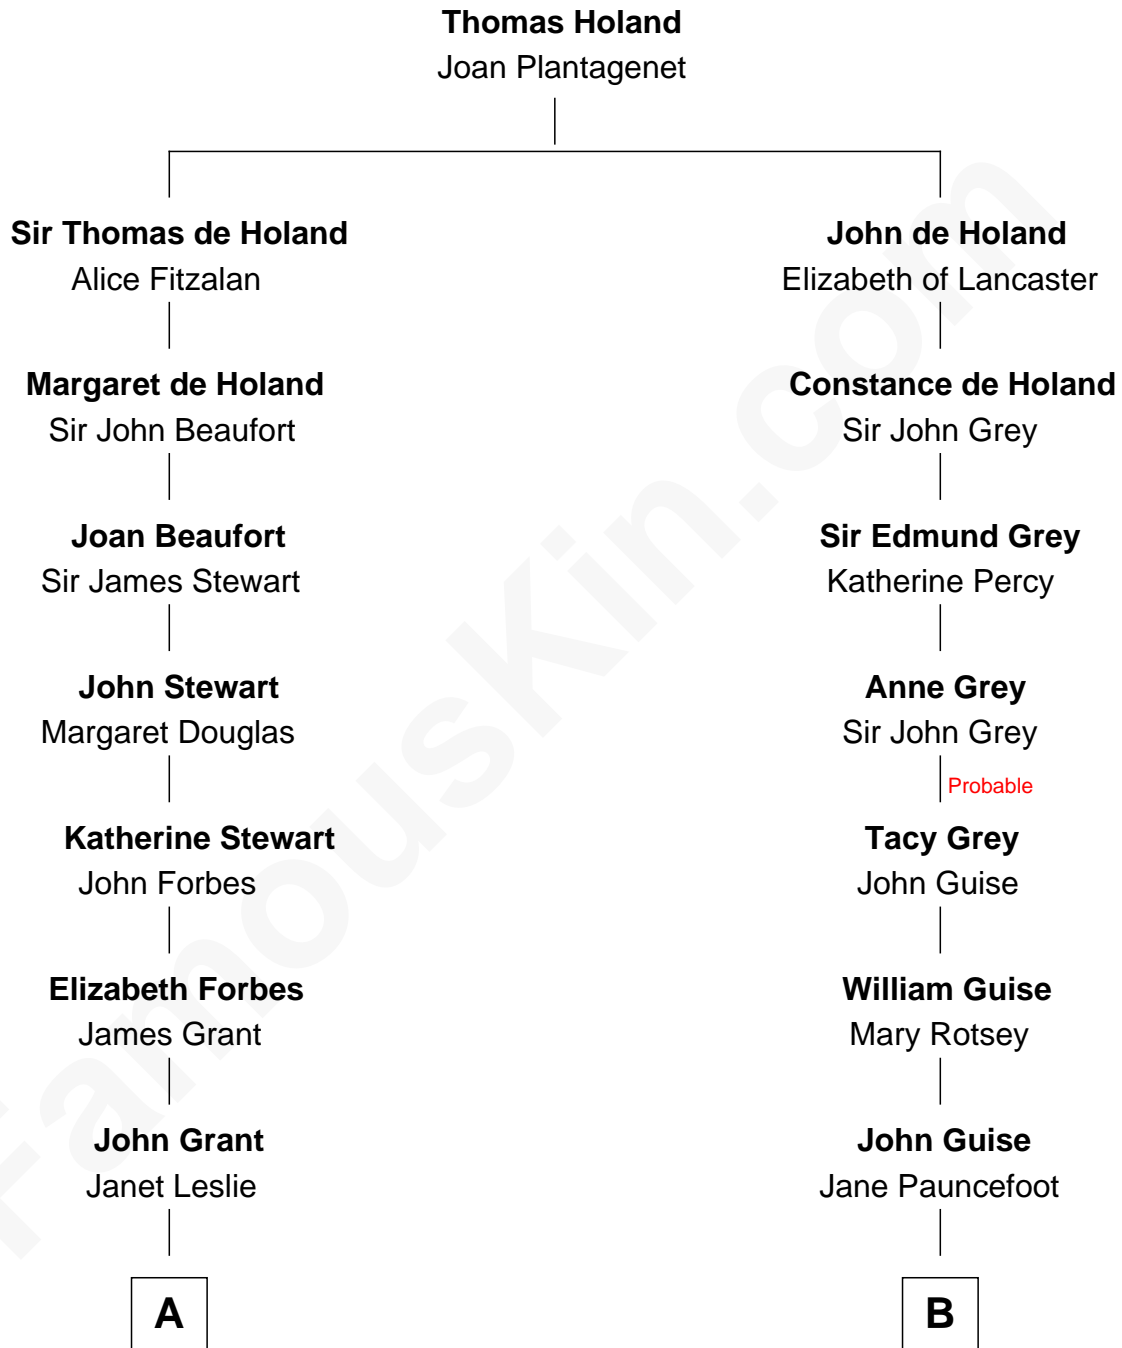 Thomas Holand
Joan Plantagenet
Sir Thomas de Holand
Alice Fitzalan
Margaret de Holand
Sir John Beaufort
Joan Beaufort
Sir James Stewart
John Stewart
Margaret Douglas
Katherine Stewart
John Forbes
Elizabeth Forbes
James Grant
John Grant
Janet Leslie
A
John de Holand
Elizabeth of Lancaster
Constance de Holand
Sir John Grey
Sir Edmund Grey
Katherine Percy
Anne Grey
Sir John Grey
Probable
Tacy Grey
John Guise
William Guise
Mary Rotsey
John Guise
Jane Pauncefoot
B
FamousKin.com